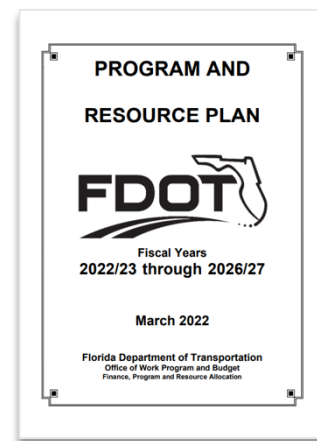 PROGRAM AND
RESOURCE PLAN
FDOT
Fiscal Years
2022/23 through 2026/27
March 2022
Florida Department of Transportation
Office of Work Program and Budget
Finance, Program and Resource Allocation